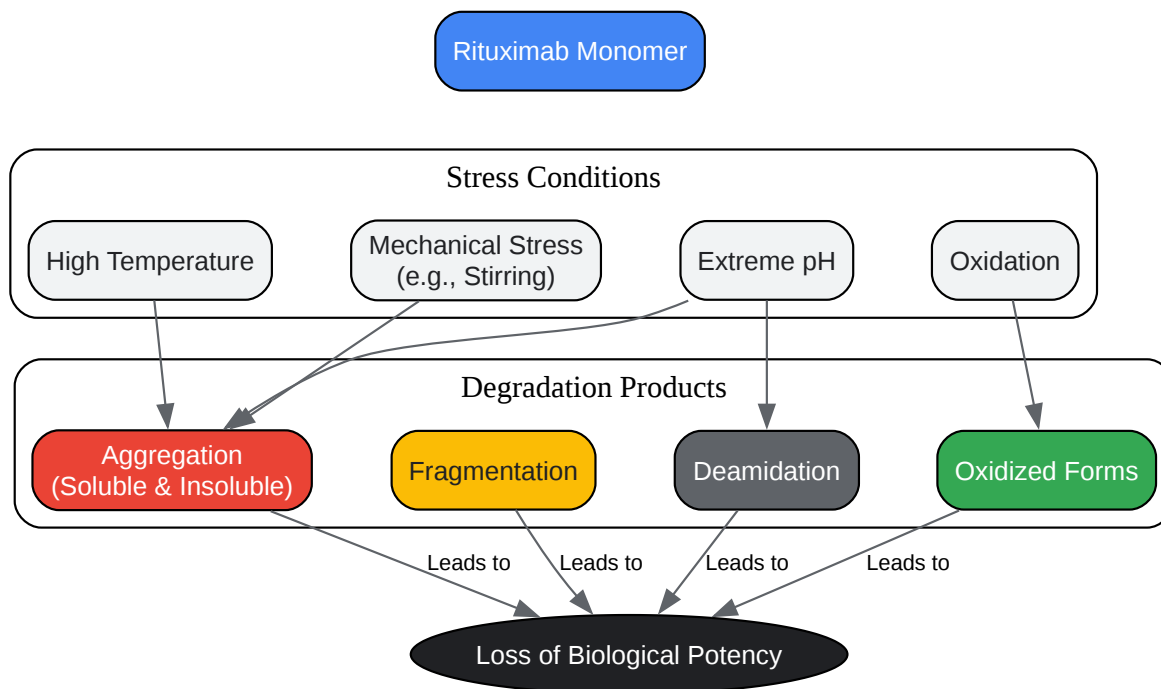 Rituximab Monomer
Stress Conditions
High Temperature
Mechanical Stress
(e.g., Stirring)
Extreme pH
Oxidation
Degradation Products
Aggregation
(Soluble & Insoluble)
Fragmentation
Deamidation
Oxidized Forms
Leads to
Leads to
Leads to
Leads to
Loss of Biological Potency